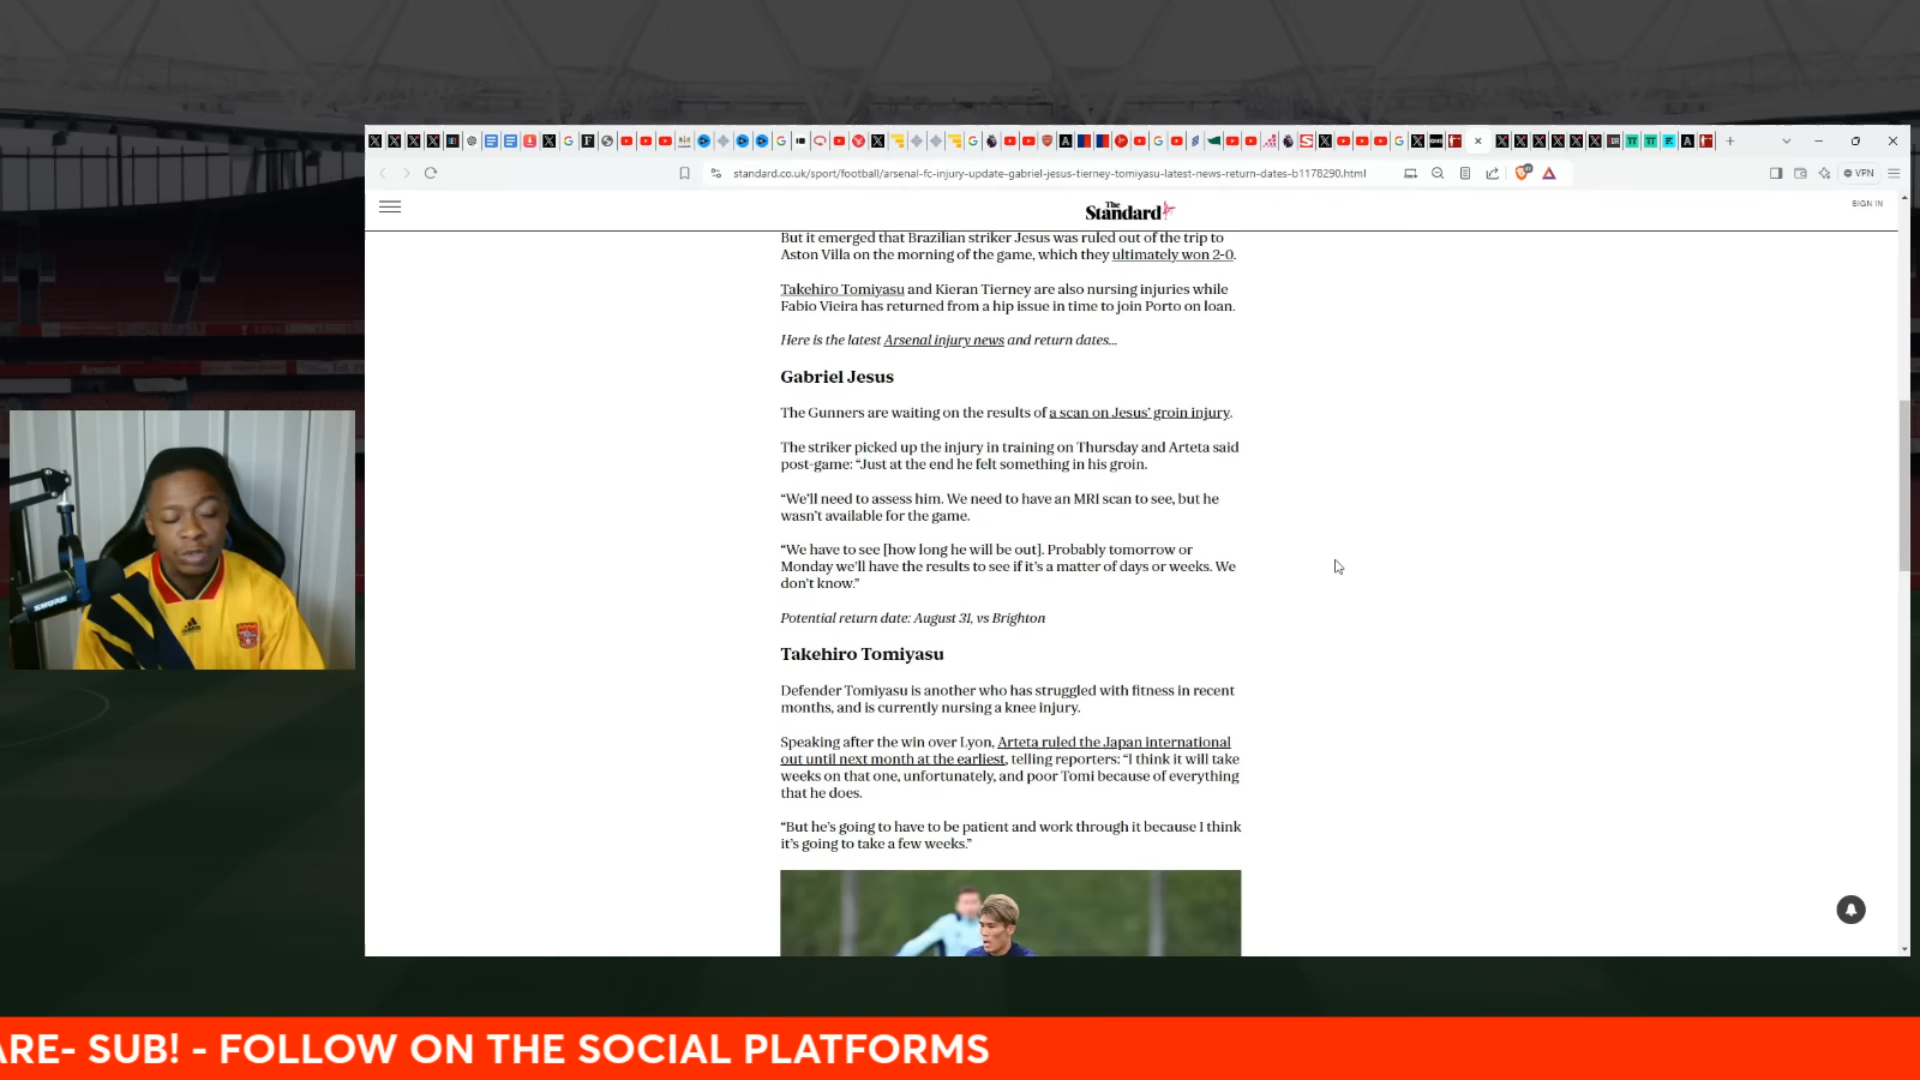 standard.co.uk/sport/football/arsenal-fc-injury-update-gabriel-jesus-tierney-tomiyasu-latest-news-return-dates-b1178290.html
VPN
The
Standard
SIGN IN
But it emerged that Brazilian striker Jesus was ruled out of the trip to
Aston Villa on the morning of the game, which they ultimately won 2-0.
Takehiro Tomiyasu and Kieran Tierney are also nursing injuries while
Fabio Vieira has returned from a hip issue in time to join Porto on loan.
Here is the latest Arsenal injury news and return dates...
Gabriel Jesus
The Gunners are waiting on the results of a scan on Jesus’ groin injury.
The striker picked up the injury in training on Thursday and Arteta said
post-game: “Just at the end he felt something in his groin.
“We’ll need to assess him. We need to have an MRI scan to see, but he
wasn’t available for the game.
“We have to see [how long he will be out]. Probably tomorrow or
Monday we’ll have the results to see if it’s a matter of days or weeks. We
don’t know.”
Potential return date: August 31, vs Brighton
Takehiro Tomiyasu
Defender Tomiyasu is another who has struggled with fitness in recent
months, and is currently nursing a knee injury.
Speaking after the win over Lyon, Arteta ruled the Japan international
out until next month at the earliest, telling reporters: “I think it will take
weeks on that one, unfortunately, and poor Tomi because of everything
that he does.
“But he’s going to have to be patient and work through it because I think
it’s going to take a few weeks.”
Arsenal
SHURE
ARE- SUB! - FOLLOW ON THE SOCIAL PLATFORMS